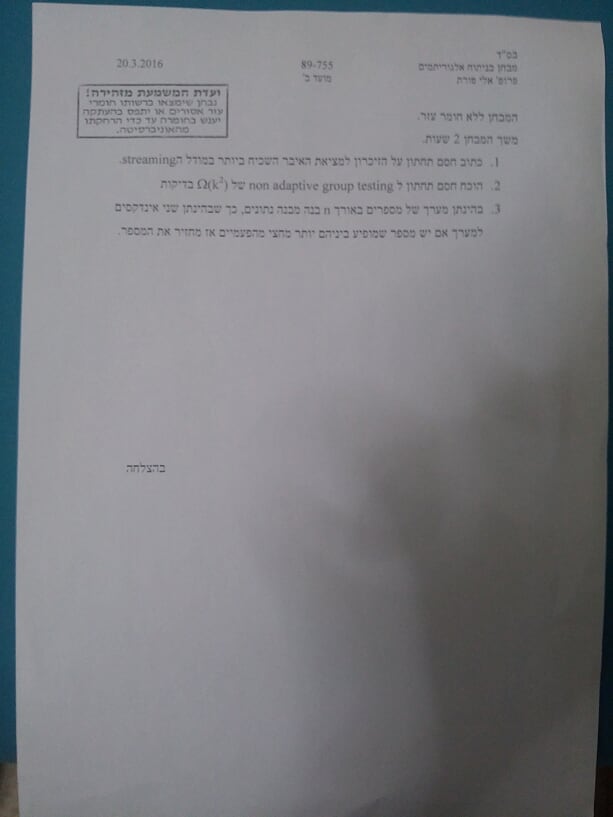 בס"ד
מבחן בניתוח אלגוריתמים 89-755 20.3.2016
פרופ' אלי פורת מועד ב'
ועדת המשמעת מזהירה!
נבחן שימצאו ברשותו חומרי
עזר אסורים או יתפס בהעתקה
יענש בחומרה עד כדי הרחקתו
מהאוניברסיטה.
המבחן ללא חומר עזר.
משך המבחן 2 שעות.
1. כתוב חסם תחתון על הזיכרון למציאת האיבר השכיח ביותר במודל הstreaming.
2. הוכח חסם תחתון ל non adaptive group testing של Ω(k²) בדיקות
3. בהינתן מערך של מספרים באורך n בנה מבנה נתונים, כך שבהינתן שני אינדקסים
למערך אם יש מספר שמופיע ביניהם יותר מחצי מהפעמיים אז מחזיר את המספר.
בהצלחה